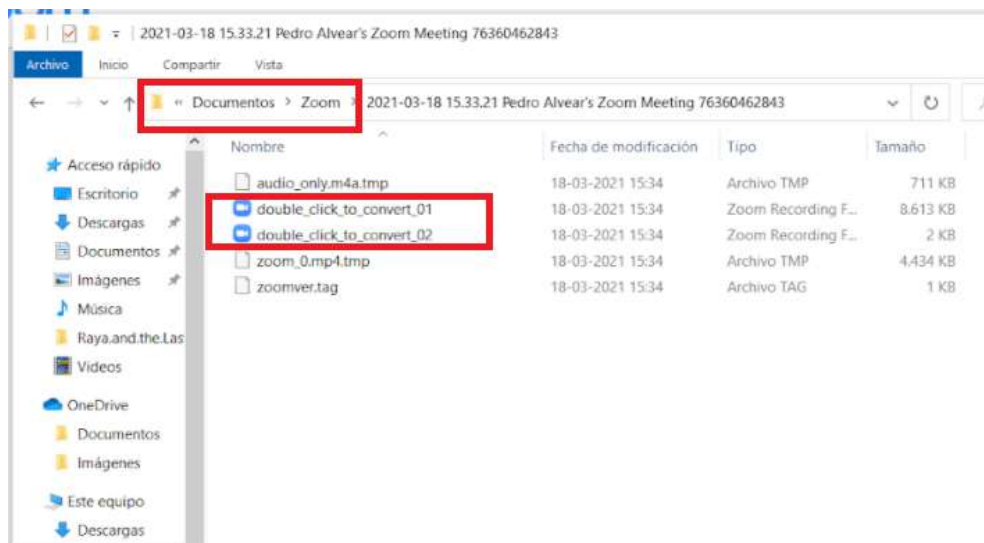 2021-03-18 15.33.21 Pedro Alvear's Zoom Meeting 76360462843
Archivo Inicio Compartir Vista
« Documentos > Zoom > 2021-03-18 15.33.21 Pedro Alvear's Zoom Meeting 76360462843
Nombre Fecha de modificación Tipo Tamaño
Acceso rápido
Escritorio
Descargas
Documentos
Imágenes
Música
Raya.and.the.Las
Videos
OneDrive
Documentos
Imágenes
Este equipo
Descargas
audio_only.m4a.tmp 18-03-2021 15:34 Archivo TMP 711 KB
double_click_to_convert_01 18-03-2021 15:34 Zoom Recording F... 8.613 KB
double_click_to_convert_02 18-03-2021 15:34 Zoom Recording F... 2 KB
zoom_0.mp4.tmp 18-03-2021 15:34 Archivo TMP 4.434 KB
zoomver.tag 18-03-2021 15:34 Archivo TAG 1 KB